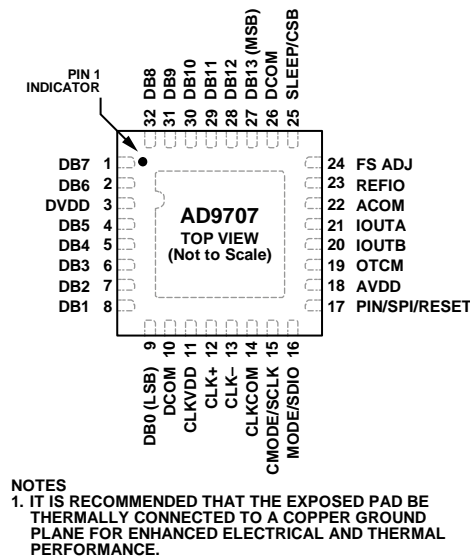 PIN 1
INDICATOR
32 DB8
31 DB9
30 DB10
29 DB11
28 DB12
27 DB13 (MSB)
26 DCOM
25 SLEEP/CSB
DB7 1
DB6 2
DVDD 3
DB5 4
DB4 5
DB3 6
DB2 7
DB1 8
AD9707
TOP VIEW
(Not to Scale)
24 FS ADJ
23 REFIO
22 ACOM
21 IOUTA
20 IOUTB
19 OTCM
18 AVDD
17 PIN/SPI/RESET
DB0 (LSB) 9
DCOM 10
CLKVDD 11
CLK+ 12
CLK– 13
CLKCOM 14
CMODE/SCLK 15
MODE/SDIO 16
NOTES
1. IT IS RECOMMENDED THAT THE EXPOSED PAD BE
THERMALLY CONNECTED TO A COPPER GROUND
PLANE FOR ENHANCED ELECTRICAL AND THERMAL
PERFORMANCE.